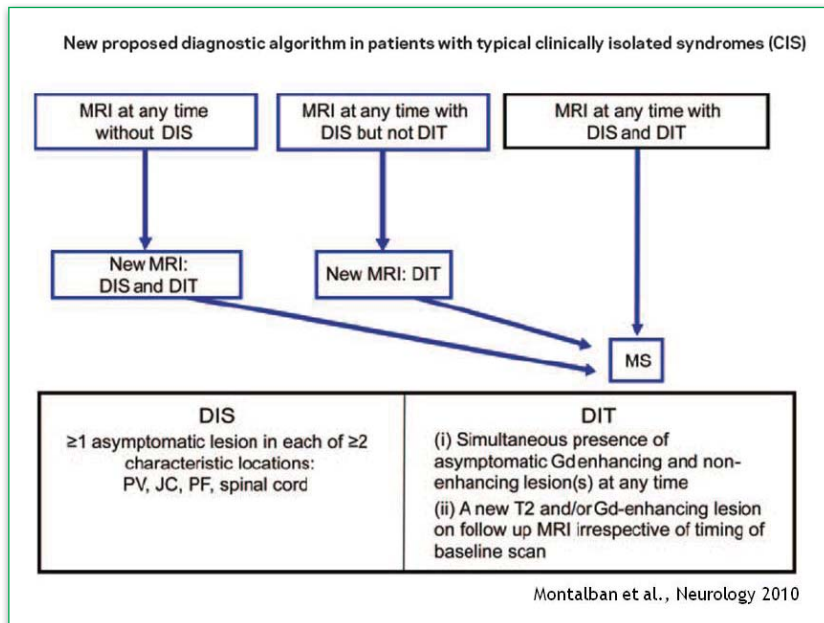 New proposed diagnostic algorithm in patients with typical clinically isolated syndromes (CIS)
MRI at any time
without DIS
MRI at any time with
DIS but not DIT
MRI at any time with
DIS and DIT
New MRI:
DIS and DIT
New MRI: DIT
MS
DIS
≥1 asymptomatic lesion in each of ≥2
characteristic locations:
PV, JC, PF, spinal cord
DIT
(i) Simultaneous presence of
asymptomatic Gd enhancing and non-
enhancing lesion(s) at any time
(ii) A new T2 and/or Gd-enhancing lesion
on follow up MRI irrespective of timing of
baseline scan
Montalban et al., Neurology 2010